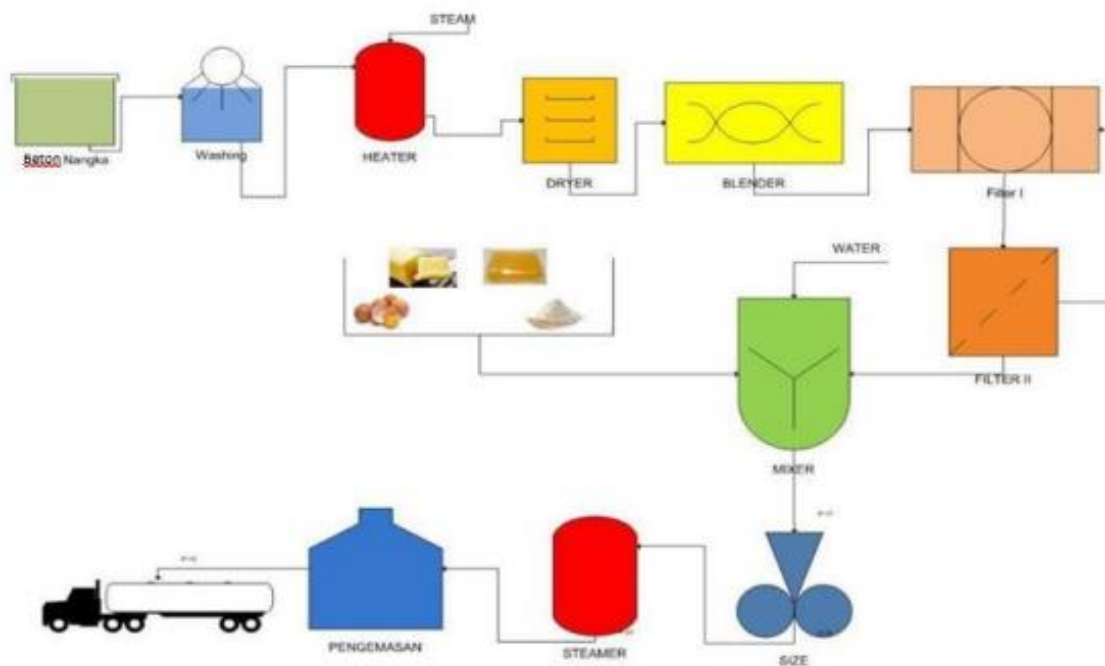 STEAM
Beton Nangka
Washing
HEATER
DRYER
BLENDER
Filter I
WATER
FILTER II
MIXER
PENGEMASAN
STEAMER
SIZE